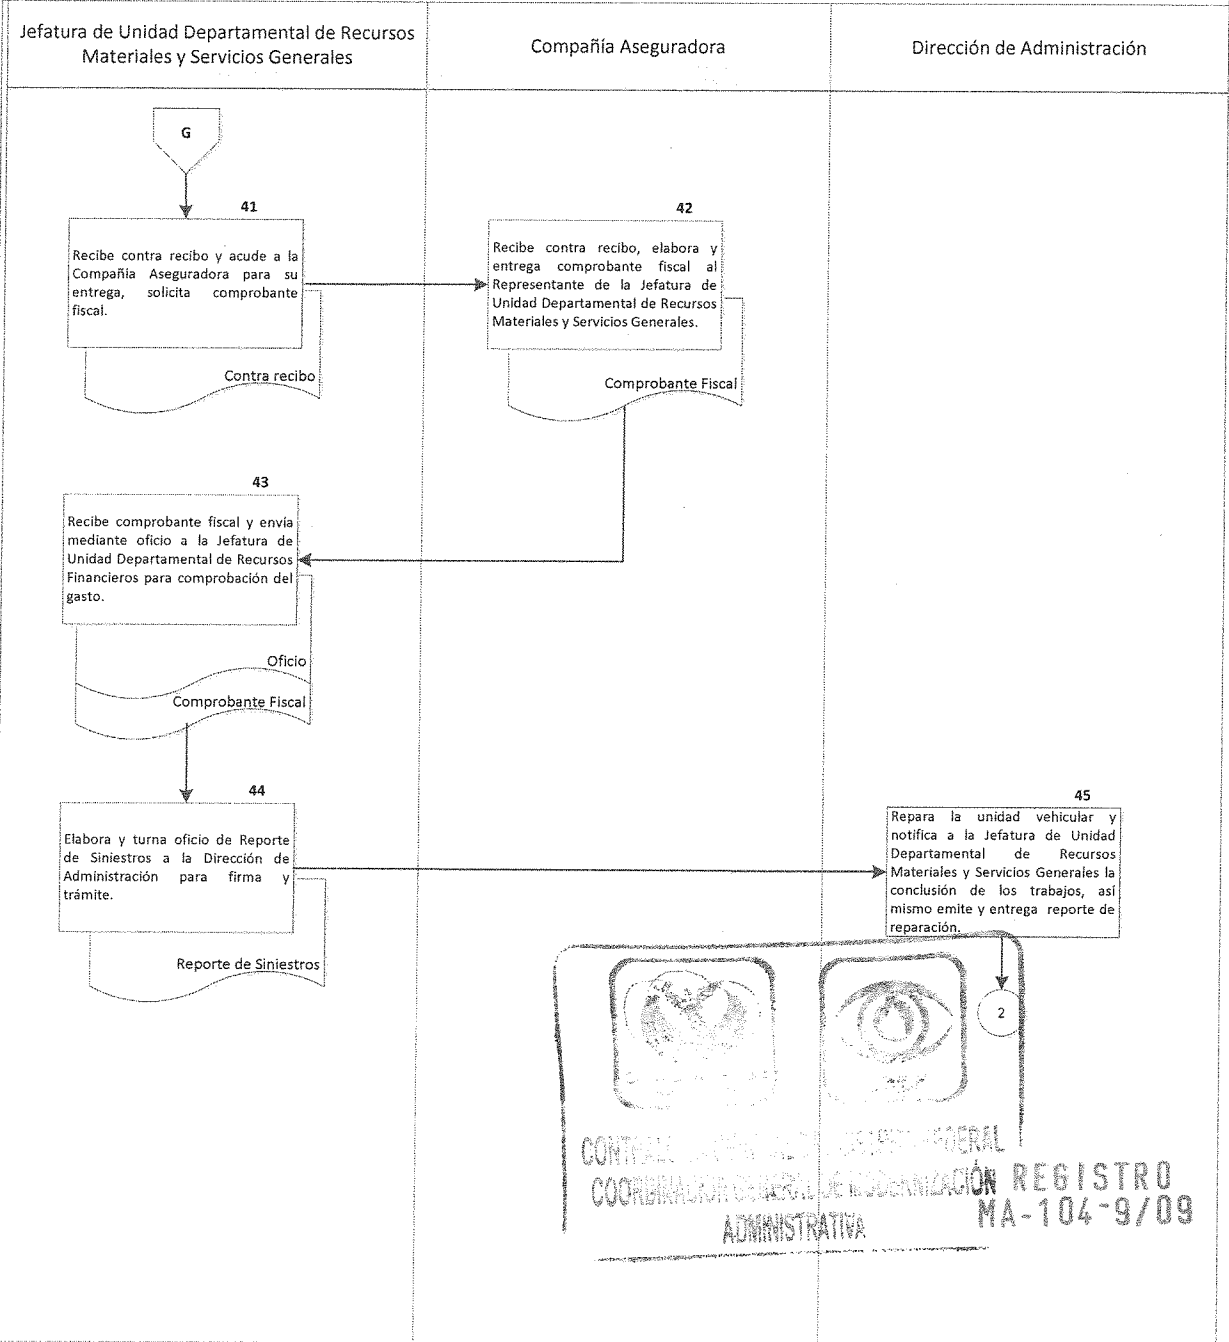 Jefatura de Unidad Departamental de Recursos
Materiales y Servicios Generales
Compañía Aseguradora
Dirección de Administración
G
41
Recibe contra recibo y acude a la
Compañía Aseguradora para su
entrega, solicita comprobante
fiscal.
Contra recibo
42
Recibe contra recibo, elabora y
entrega comprobante fiscal al
Representante de la Jefatura de
Unidad Departamental de Recursos
Materiales y Servicios Generales.
Comprobante Fiscal
43
Recibe comprobante fiscal y envía
mediante oficio a la Jefatura de
Unidad Departamental de Recursos
Financieros para comprobación del
gasto.
Oficio
Comprobante Fiscal
44
Elabora y turna oficio de Reporte
de Siniestros a la Dirección de
Administración para firma y
trámite.
Reporte de Siniestros
45
Repara la unidad vehicular y
notifica a la Jefatura de Unidad
Departamental de Recursos
Materiales y Servicios Generales la
conclusión de los trabajos, así
mismo emite y entrega reporte de
reparación.
2
COORDINACIÓN GENERAL DE MODERNIZACIÓN
ADMINISTRATIVA
REGISTRO
MA-104-9/09